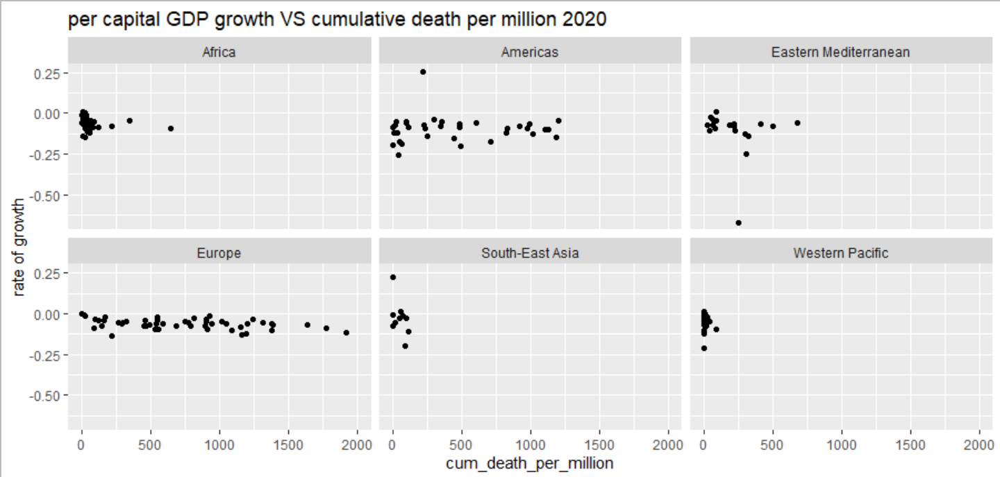 per capital GDP growth VS cumulative death per million 2020
Africa
Americas
Eastern Mediterranean
0.25
0.00
-0.25
-0.50
rate of growth
Europe
South-East Asia
Western Pacific
0.25
0.00
-0.25
-0.50
0 500 1000 1500 2000
0 500 1000 1500 2000
0 500 1000 1500 2000
cum_death_per_million